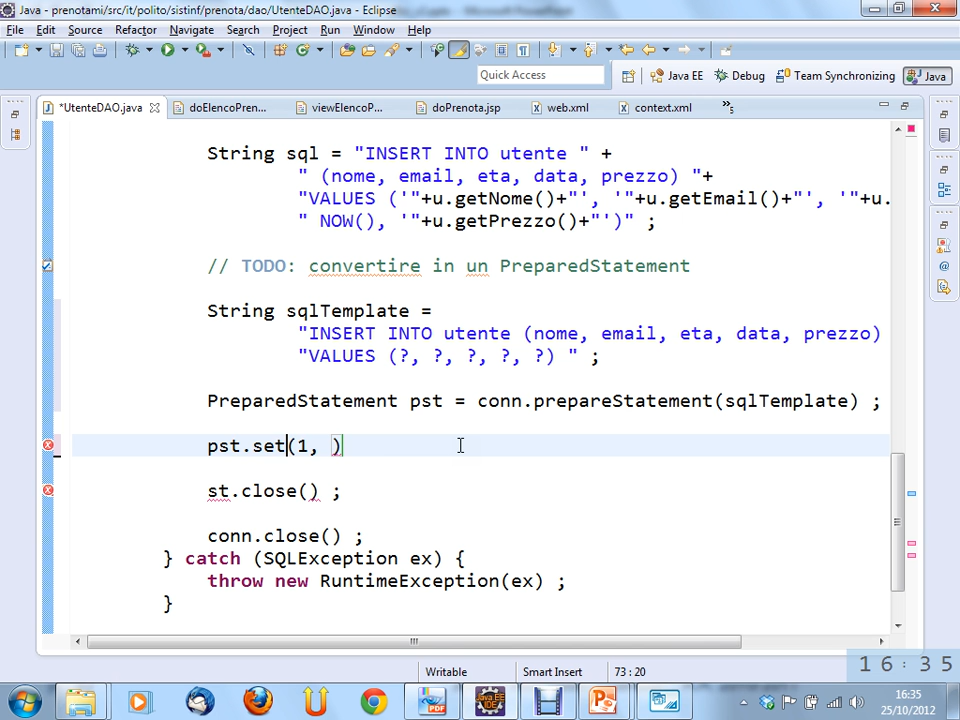 Java - prenotami/src/it/polito/sistinf/prenota/dao/UtenteDAO.java - Eclipse
File Edit Source Refactor Navigate Search Project Run Window Help
Quick Access
Java EE Debug Team Synchronizing Java
*UtenteDAO.java doElencoPren... viewElencoP... doPrenota.jsp web.xml context.xml »5
String sql = "INSERT INTO utente " +
" (nome, email, eta, data, prezzo) "+
"VALUES ('"+u.getNome()+"', '"+u.getEmail()+"', '"+u.
" NOW(), '"+u.getPrezzo()+"')" ;
// TODO: convertire in un PreparedStatement
String sqlTemplate =
"INSERT INTO utente (nome, email, eta, data, prezzo)
"VALUES (?, ?, ?, ?, ?) " ;
PreparedStatement pst = conn.prepareStatement(sqlTemplate) ;
pst.set(1, )
st.close() ;
conn.close() ;
} catch (SQLException ex) {
throw new RuntimeException(ex) ;
}
Writable Smart Insert 73 : 20
16:35
16:35
25/10/2012